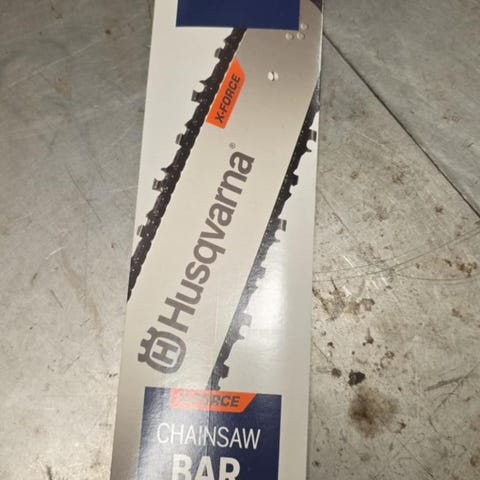 X-FORCE
Husqvarna®
X-FORCE
CHAINSAW
BAR